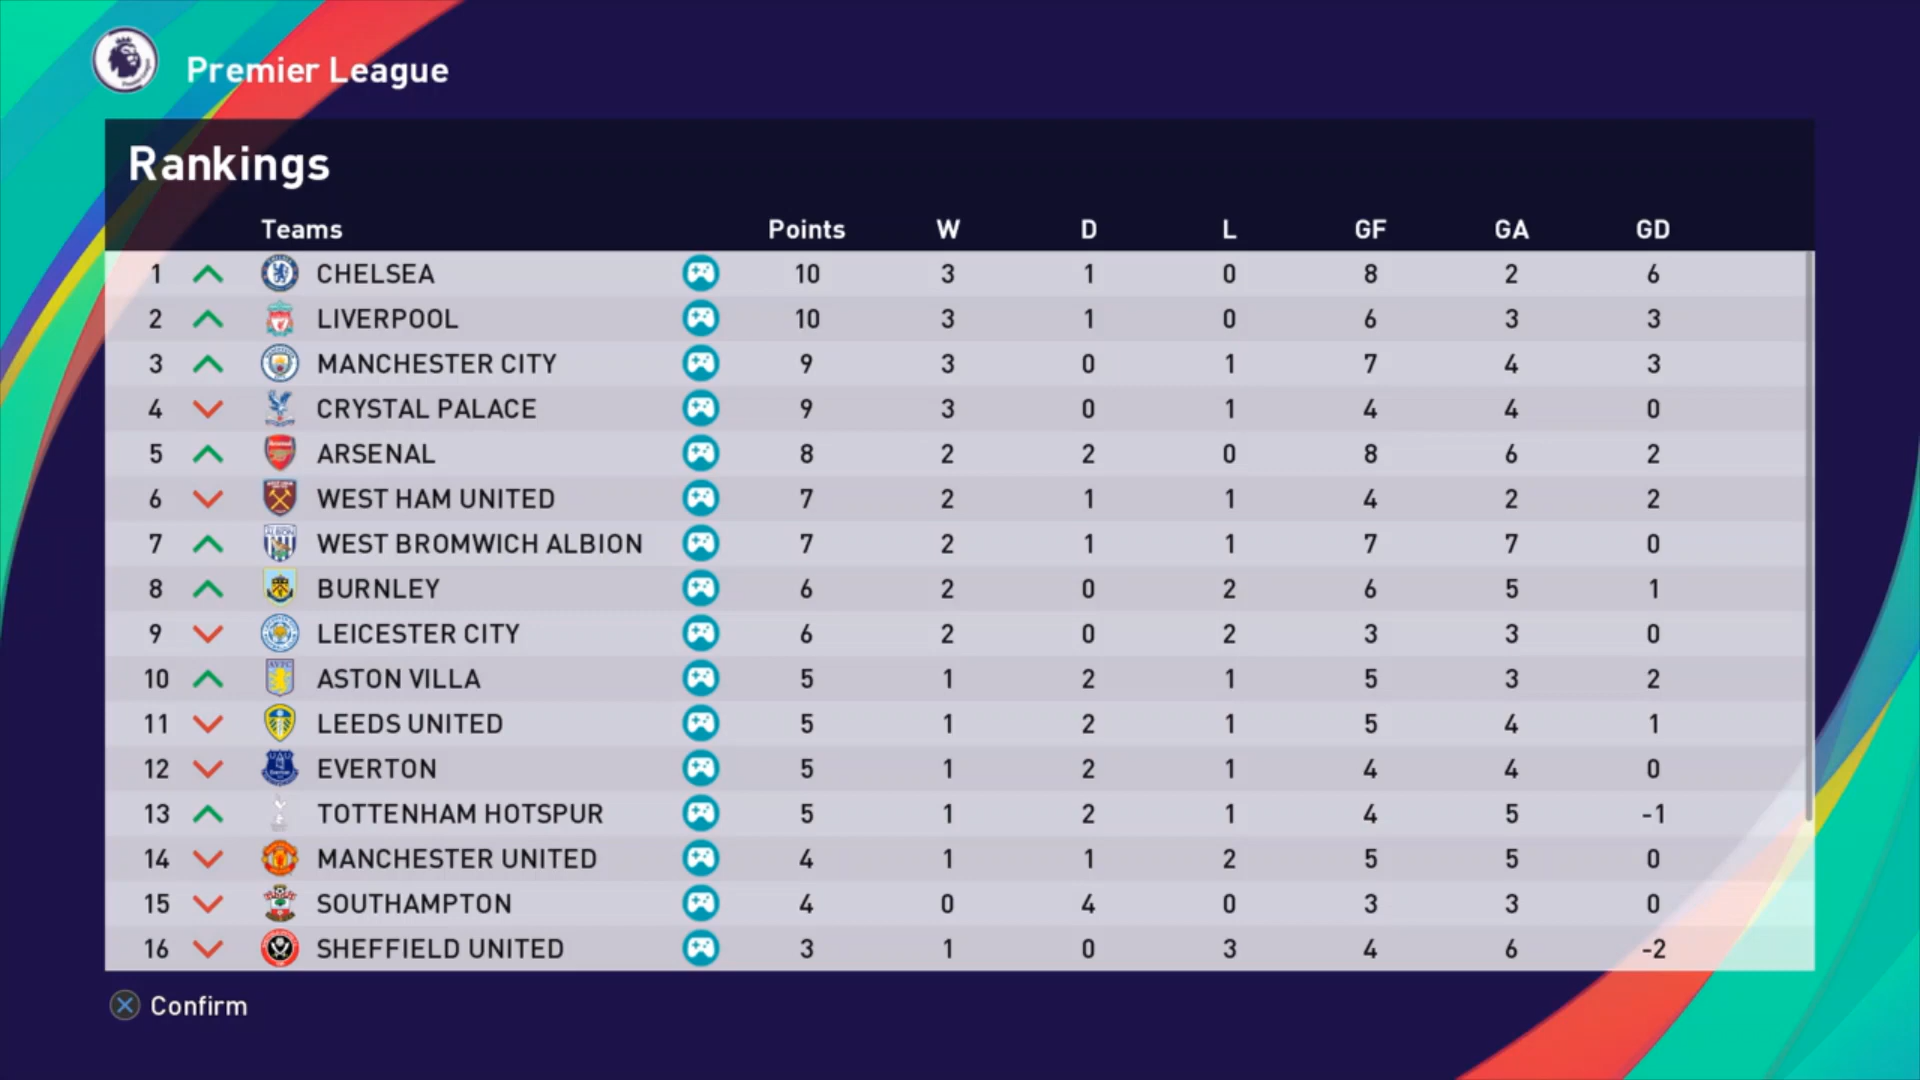 Premier League
Rankings
Teams Points W D L GF GA GD
1 CHELSEA 10 3 1 0 8 2 6
2 LIVERPOOL 10 3 1 0 6 3 3
3 MANCHESTER CITY 9 3 0 1 7 4 3
4 CRYSTAL PALACE 9 3 0 1 4 4 0
5 ARSENAL 8 2 2 0 8 6 2
6 WEST HAM UNITED 7 2 1 1 4 2 2
7 WEST BROMWICH ALBION 7 2 1 1 7 7 0
8 BURNLEY 6 2 0 2 6 5 1
9 LEICESTER CITY 6 2 0 2 3 3 0
10 ASTON VILLA 5 1 2 1 5 3 2
11 LEEDS UNITED 5 1 2 1 5 4 1
12 EVERTON 5 1 2 1 4 4 0
13 TOTTENHAM HOTSPUR 5 1 2 1 4 5 -1
14 MANCHESTER UNITED 4 1 1 2 5 5 0
15 SOUTHAMPTON 4 0 4 0 3 3 0
16 SHEFFIELD UNITED 3 1 0 3 4 6 -2
Confirm